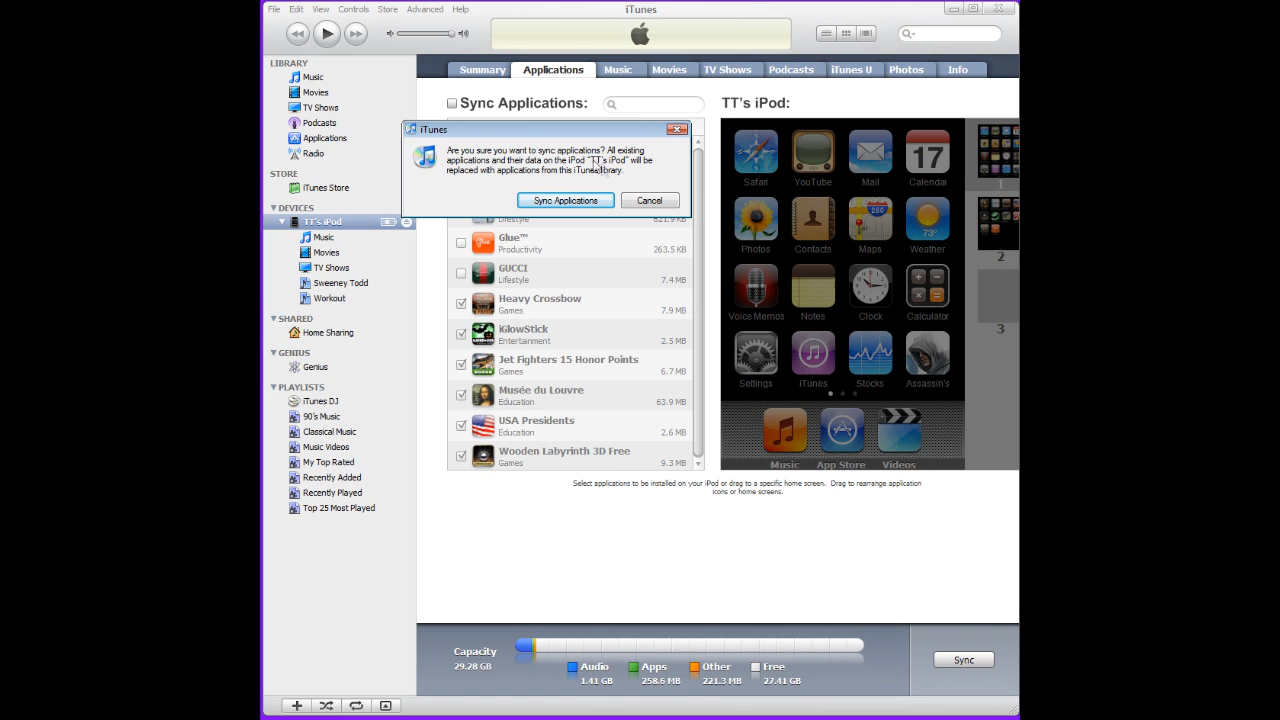 File Edit View Controls Store Advanced Help
iTunes
LIBRARY
Music
Movies
TV Shows
Podcasts
Applications
Radio
STORE
iTunes Store
DEVICES
TT's iPod
Music
Movies
TV Shows
Sweeney Todd
Workout
SHARED
Home Sharing
GENIUS
Genius
PLAYLISTS
iTunes DJ
90's Music
Classical Music
Music Videos
My Top Rated
Recently Added
Recently Played
Top 25 Most Played
Summary Applications Music Movies TV Shows Podcasts iTunes U Photos Info
Sync Applications:
iTunes
Are you sure you want to sync applications? All existing
applications and their data on the iPod "TT's iPod" will be
replaced with applications from this iTunes library.
Sync Applications Cancel
Lifestyle 621.9 KB
Glue™
Productivity 263.5 KB
GUCCI
Lifestyle 7.4 MB
Heavy Crossbow
Games 7.9 MB
iGlowStick
Entertainment 2.5 MB
Jet Fighters 15 Honor Points
Games 6.7 MB
Musée du Louvre
Education 63.9 MB
USA Presidents
Education 2.6 MB
Wooden Labyrinth 3D Free
Games 9.3 MB
TT's iPod:
17
Safari YouTube Mail Calendar
280
73°
Photos Contacts Maps Weather
Voice Memos Notes Clock Calculator
Settings iTunes Stocks Assassin's
Music App Store Videos
1
2
3
Select applications to be installed on your iPod or drag to a specific home screen. Drag to rearrange application
icons or home screens.
Capacity
29.28 GB
Audio
1.41 GB
Apps
258.6 MB
Other
221.3 MB
Free
27.41 GB
Sync